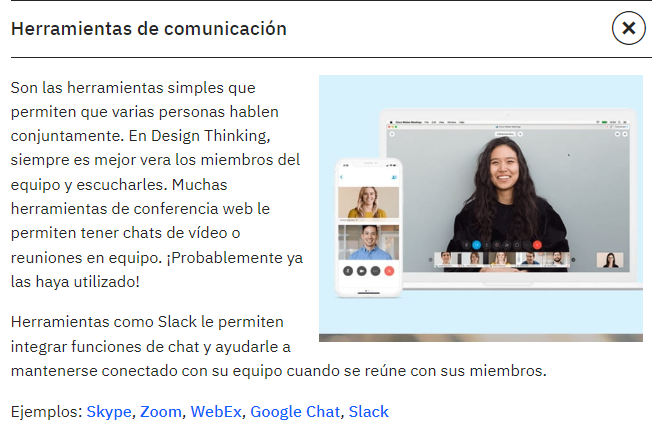 Herramientas de comunicación
Son las herramientas simples que
permiten que varias personas hablen
conjuntamente. En Design Thinking,
siempre es mejor vera los miembros del
equipo y escucharles. Muchas
herramientas de conferencia web le
permiten tener chats de vídeo o
reuniones en equipo. ¡Probablemente ya
las haya utilizado!
Herramientas como Slack le permiten
integrar funciones de chat y ayudarle a
mantenerse conectado con su equipo cuando se reúne con sus miembros.
Ejemplos: Skype, Zoom, WebEx, Google Chat, Slack